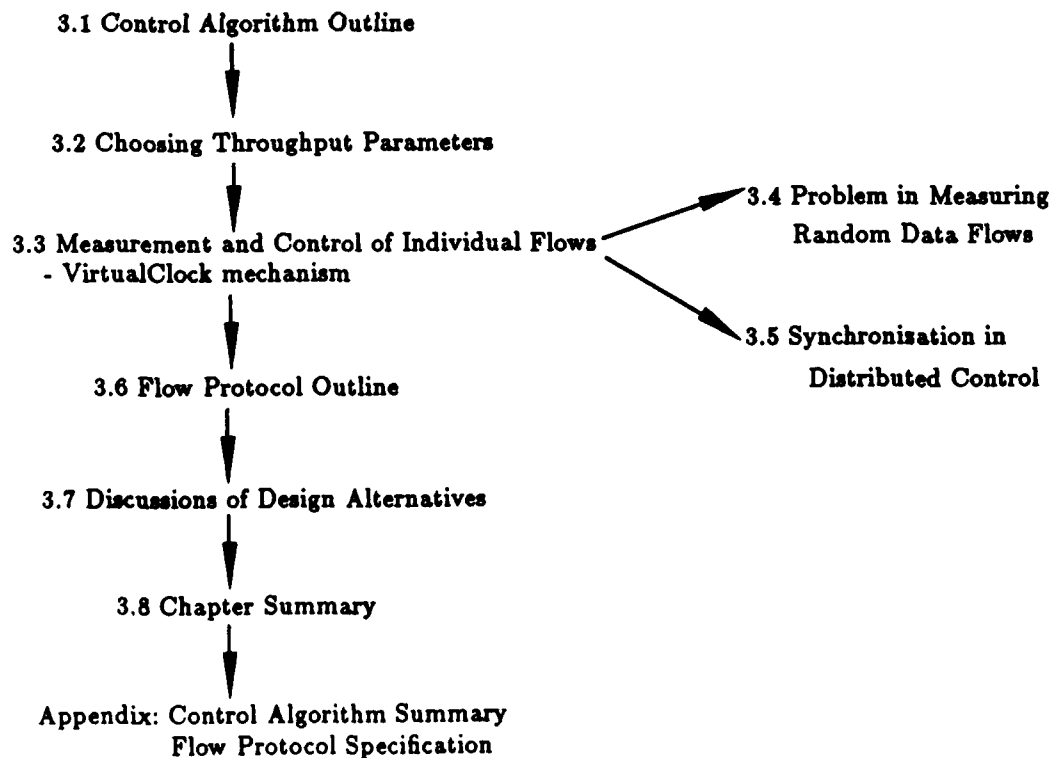 3.1 Control Algorithm Outline
3.2 Choosing Throughput Parameters
3.3 Measurement and Control of Individual Flows
- VirtualClock mechanism
3.4 Problem in Measuring
Random Data Flows
3.5 Synchronization in
Distributed Control
3.6 Flow Protocol Outline
3.7 Discussions of Design Alternatives
3.8 Chapter Summary
Appendix: Control Algorithm Summary
Flow Protocol Specification